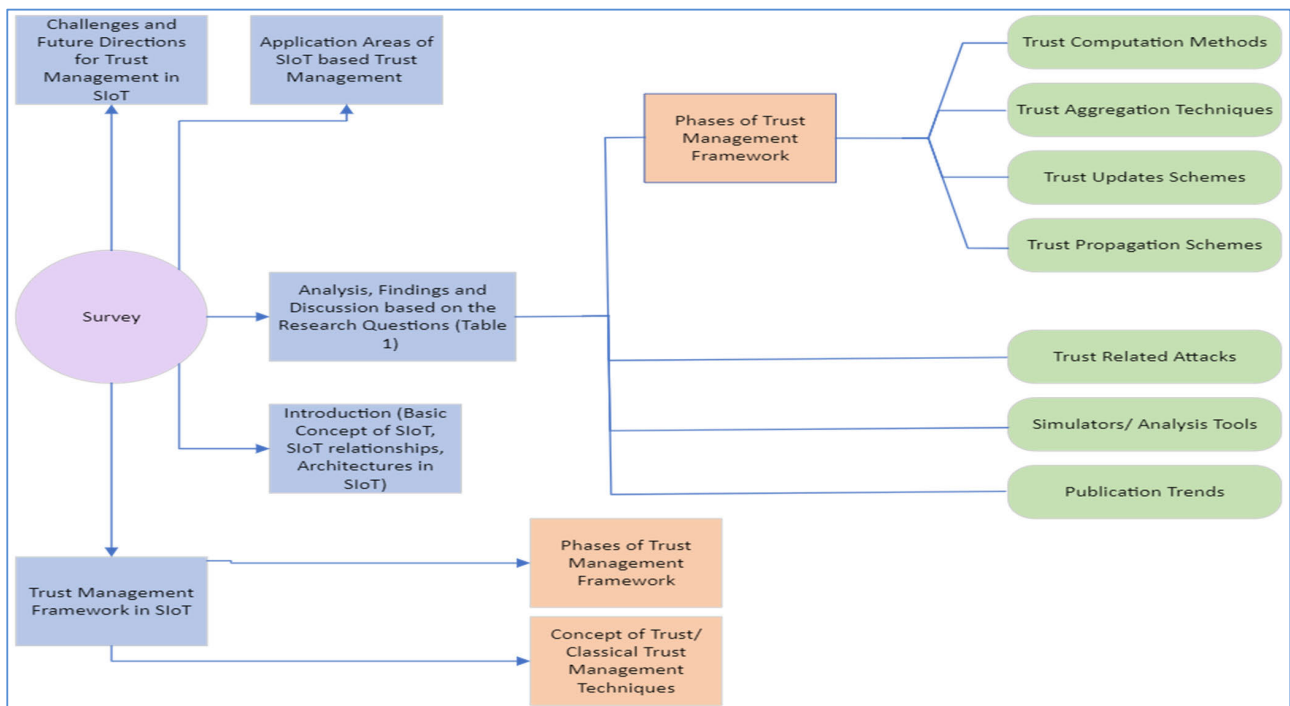 Challenges and
Future Directions
for Trust
Management in
SIoT
Application Areas of
SIoT based Trust
Management
Phases of Trust
Management
Framework
Trust Computation Methods
Trust Aggregation Techniques
Trust Updates Schemes
Trust Propagation Schemes
Survey
Analysis, Findings and
Discussion based on the
Research Questions (Table
1)
Trust Related Attacks
Simulators/ Analysis Tools
Publication Trends
Introduction (Basic
Concept of SIoT,
SIoT relationships,
Architectures in
SIoT)
Trust Management
Framework in SIoT
Phases of Trust
Management
Framework
Concept of Trust/
Classical Trust
Management
Techniques